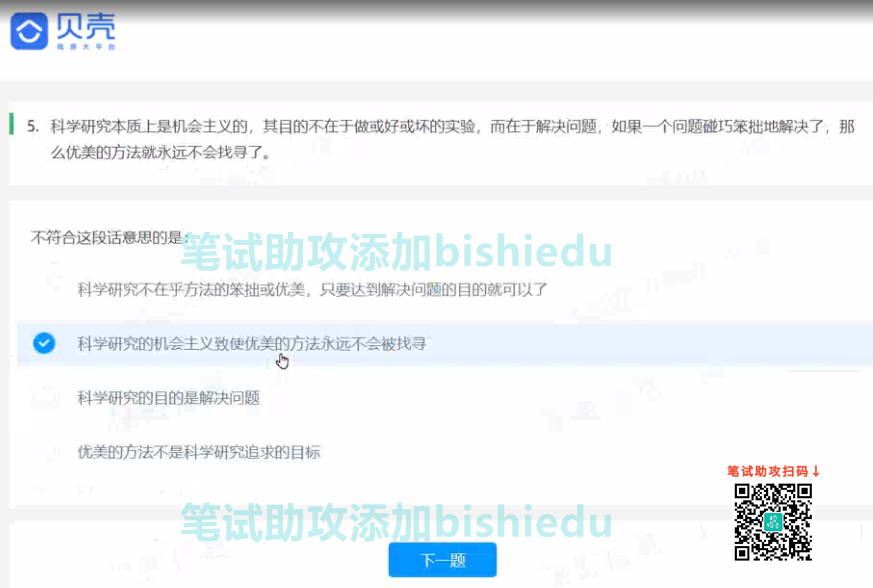 贝壳
找房大平台
5. 科学研究本质上是机会主义的，其目的不在于做或好或坏的实验，而在于解决问题，如果一个问题碰巧笨拙地解决了，那
么优美的方法就永远不会找寻了。
不符合这段话意思的是：
笔试助攻添加bishiedu
科学研究不在乎方法的笨拙或优美，只要达到解决问题的目的就可以了
科学研究的机会主义致使优美的方法永远不会被找寻
科学研究的目的是解决问题
优美的方法不是科学研究追求的目标
笔试助攻扫码↓
笔试助攻添加bishiedu
下一题